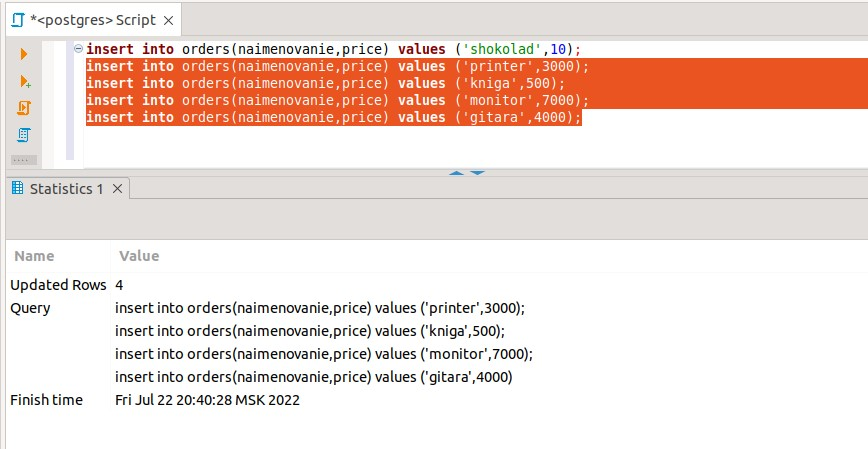 *<postgres> Script
insert into orders(naimenovanie,price) values ('shokolad',10);
insert into orders(naimenovanie,price) values ('printer',3000);
insert into orders(naimenovanie,price) values ('kniga',500);
insert into orders(naimenovanie,price) values ('monitor',7000);
insert into orders(naimenovanie,price) values ('gitara',4000);
Statistics 1
Name Value
Updated Rows 4
Query insert into orders(naimenovanie,price) values ('printer',3000);
insert into orders(naimenovanie,price) values ('kniga',500);
insert into orders(naimenovanie,price) values ('monitor',7000);
insert into orders(naimenovanie,price) values ('gitara',4000)
Finish time Fri Jul 22 20:40:28 MSK 2022